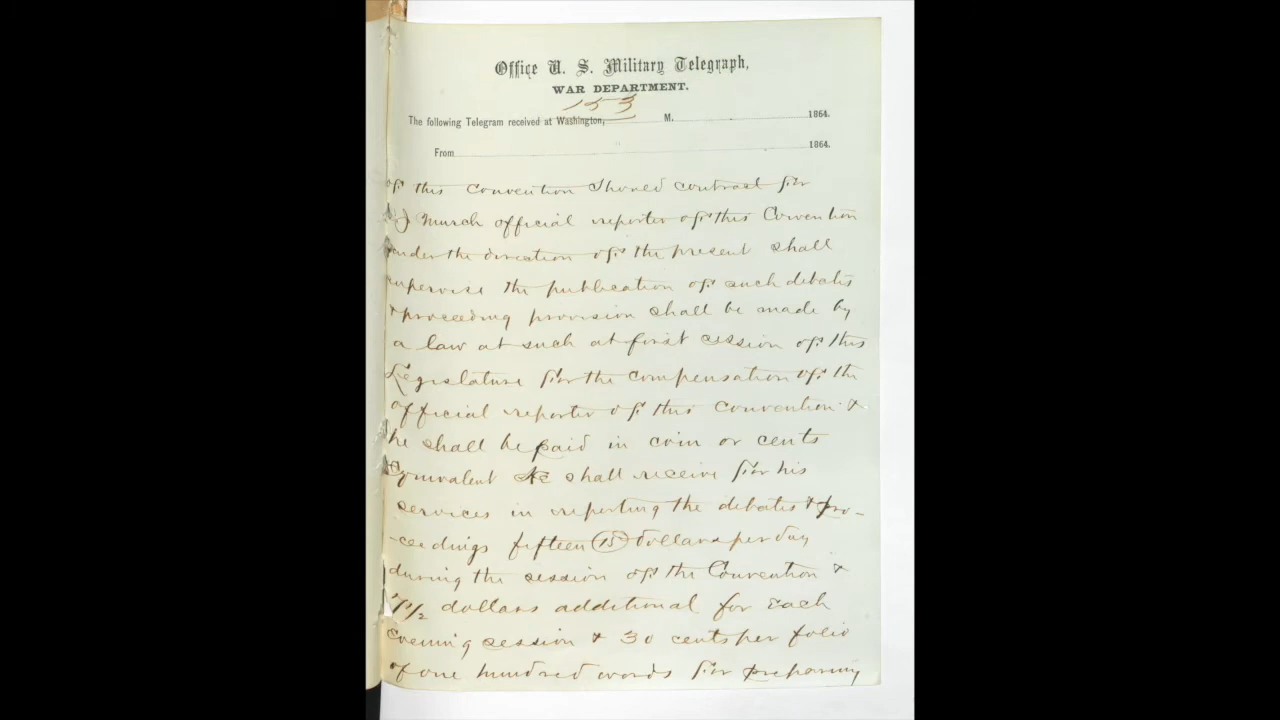 Office U. S. Military Telegraph,
WAR DEPARTMENT.
153
The following Telegram received at Washington, M. 1864.
From 1864.
of this Convention & contract for
J Murch official reporter of this Convention
under the direction of the present shall
supervise the publication of such debates
& proceeding provision shall be made by
a law at such at first session of this
Legislature for the compensation of the
official reporter of this convention &
he shall be paid in coin or cents
Equivalent He shall receive for his
services in reporting the debates & pro-
-ceedings fifteen (15) dollars per day
during the session of the Convention &
7 1/2 dollars additional for Each
Evening session & 30 cents per folio
of one hundred words for preparing